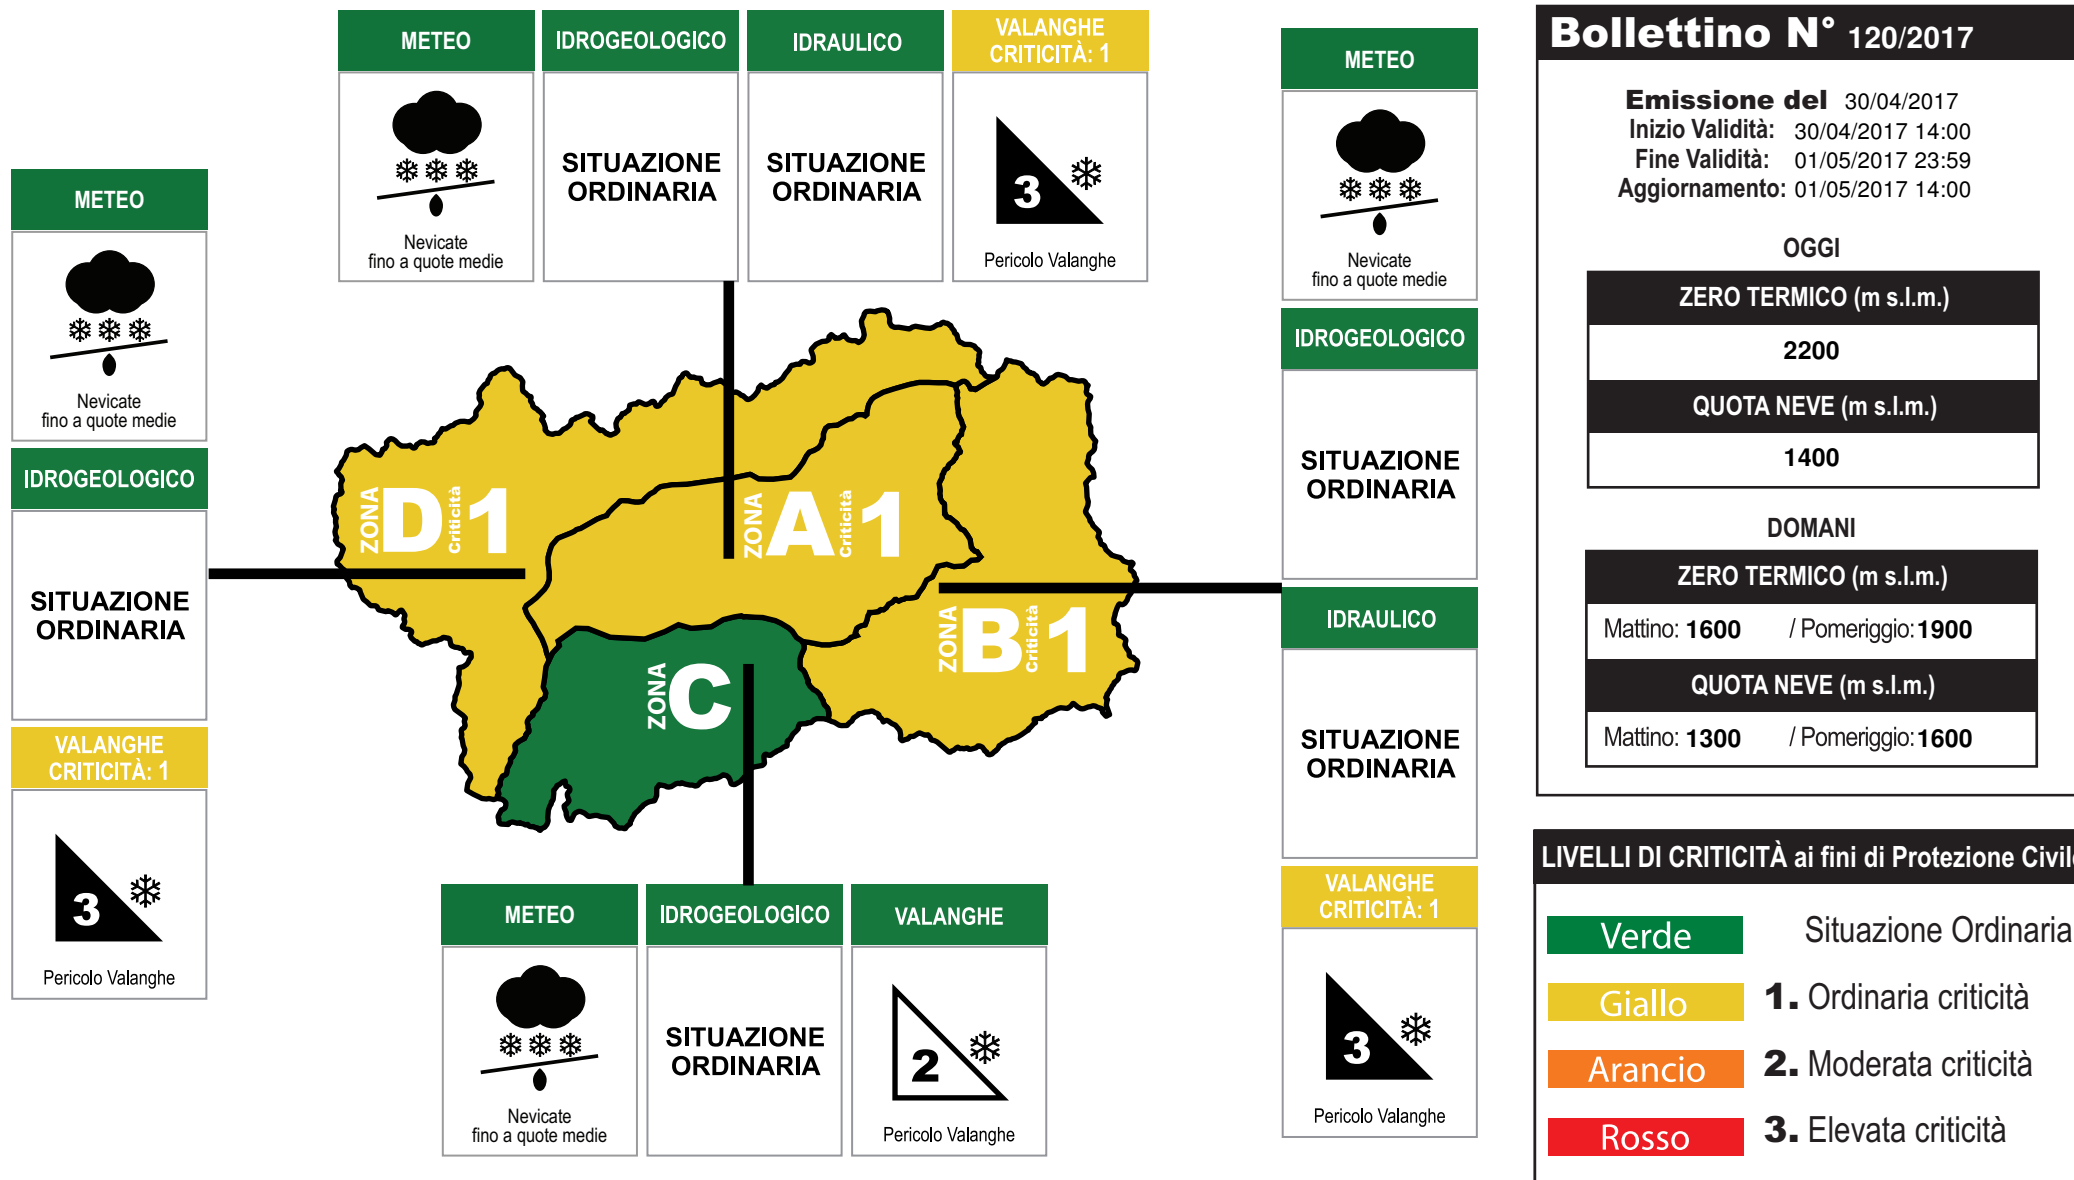 METEO
IDROGEOLOGICO
IDRAULICO
VALANGHE
CRITICITÀ: 1
Nevicate
fino a quote medie
SITUAZIONE
ORDINARIA
SITUAZIONE
ORDINARIA
3
Pericolo Valanghe
METEO
Nevicate
fino a quote medie
IDROGEOLOGICO
SITUAZIONE
ORDINARIA
VALANGHE
CRITICITÀ: 1
3
Pericolo Valanghe
ZONA D Criticità 1
ZONA A Criticità 1
ZONA B Criticità 1
ZONA C
METEO
IDROGEOLOGICO
VALANGHE
Nevicate
fino a quote medie
SITUAZIONE
ORDINARIA
2
Pericolo Valanghe
METEO
Nevicate
fino a quote medie
IDROGEOLOGICO
SITUAZIONE
ORDINARIA
IDRAULICO
SITUAZIONE
ORDINARIA
VALANGHE
CRITICITÀ: 1
3
Pericolo Valanghe
Bollettino N° 120/2017
Emissione del 30/04/2017
Inizio Validità: 30/04/2017 14:00
Fine Validità: 01/05/2017 23:59
Aggiornamento: 01/05/2017 14:00
OGGI
ZERO TERMICO (m s.l.m.)
2200
QUOTA NEVE (m s.l.m.)
1400
DOMANI
ZERO TERMICO (m s.l.m.)
Mattino: 1600 / Pomeriggio: 1900
QUOTA NEVE (m s.l.m.)
Mattino: 1300 / Pomeriggio: 1600
LIVELLI DI CRITICITÀ ai fini di Protezione Civile
Verde Situazione Ordinaria
Giallo 1. Ordinaria criticità
Arancio 2. Moderata criticità
Rosso 3. Elevata criticità